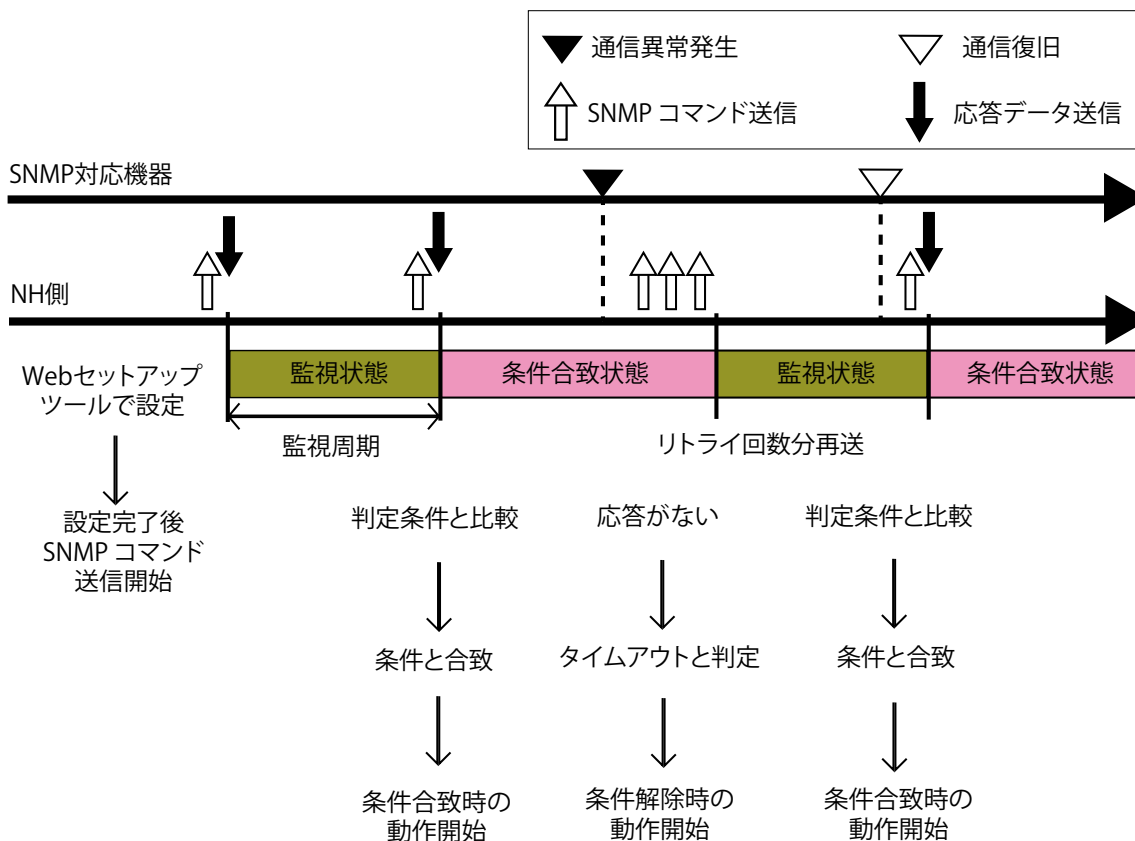 通信異常発生
通信復旧
SNMP コマンド送信
応答データ送信
SNMP対応機器
NH側
Webセットアップ
ツールで設定
監視状態
条件合致状態
監視状態
条件合致状態
監視周期
リトライ回数分再送
設定完了後
SNMP コマンド
送信開始
判定条件と比較
応答がない
判定条件と比較
条件と合致
タイムアウトと判定
条件と合致
条件合致時の
動作開始
条件解除時の
動作開始
条件合致時の
動作開始